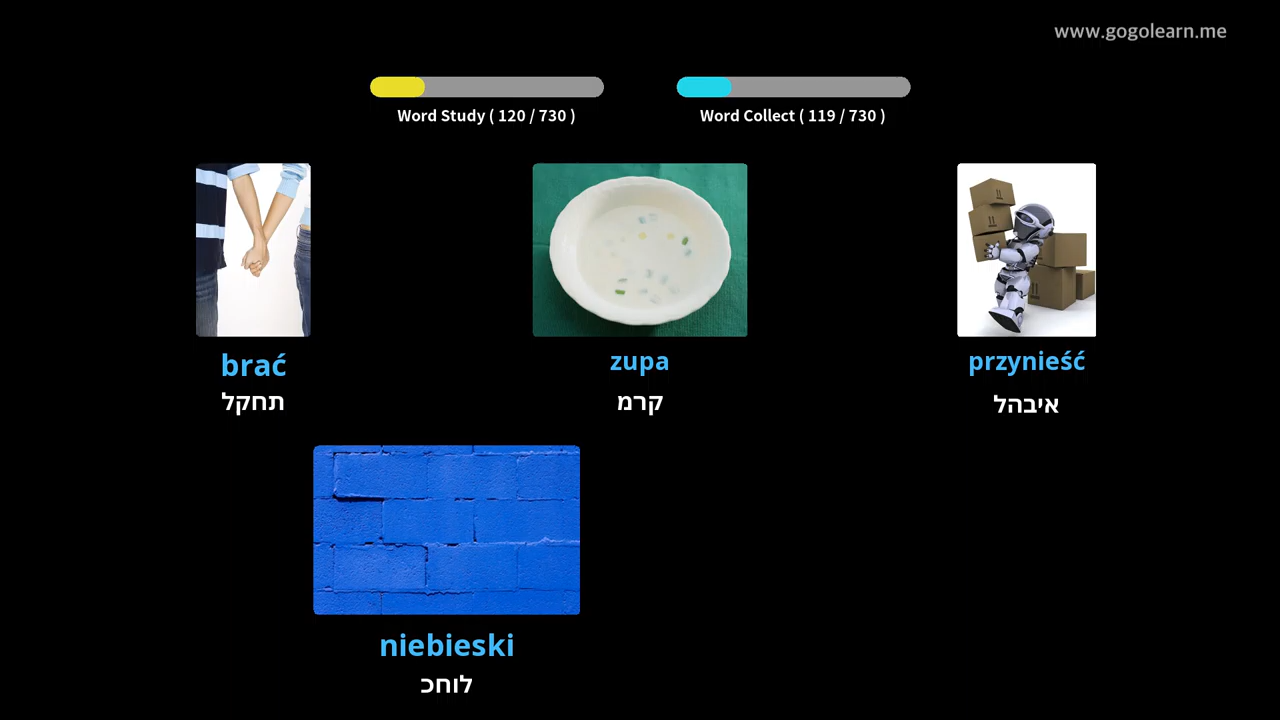 www.gogolearn.me
Word Study ( 120 / 730 )
Word Collect ( 119 / 730 )
brać
תחקל
zupa
קרמ
przynieść
איבהל
niebieski
לוחכ